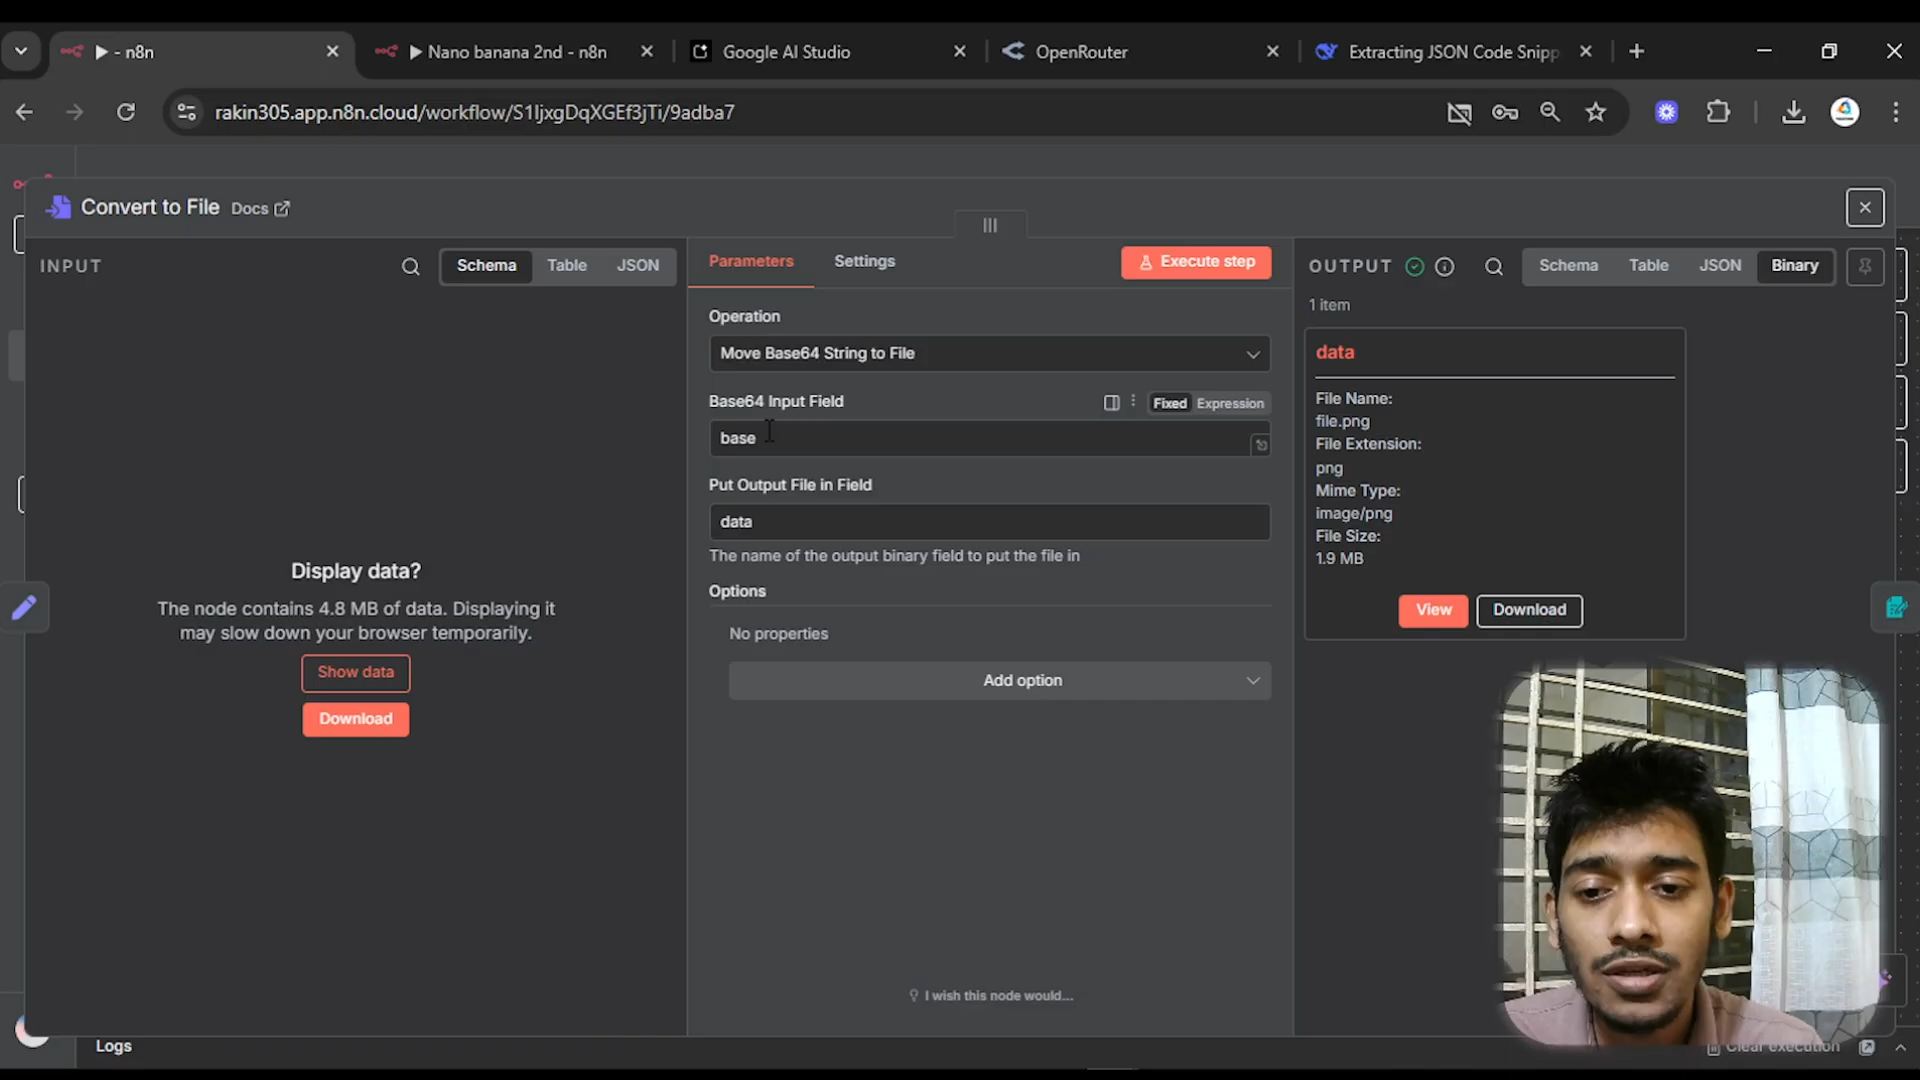 - n8n
Nano banana 2nd - n8n
Google AI Studio
OpenRouter
Extracting JSON Code Snipp
rakin305.app.n8n.cloud/workflow/S1IjxgDqXGEf3jTi/9adba7
Convert to File
Docs
INPUT
Schema
Table
JSON
Parameters
Settings
Execute step
OUTPUT
Schema
Table
JSON
Binary
1 item
Operation
Move Base64 String to File
Base64 Input Field
Fixed
Expression
base
Put Output File in Field
data
The name of the output binary field to put the file in
Options
No properties
Add option
I wish this node would...
Display data?
The node contains 4.8 MB of data. Displaying it
may slow down your browser temporarily.
Show data
Download
data
File Name:
file.png
File Extension:
png
Mime Type:
image/png
File Size:
1.9 MB
View
Download
Logs
Clear execution